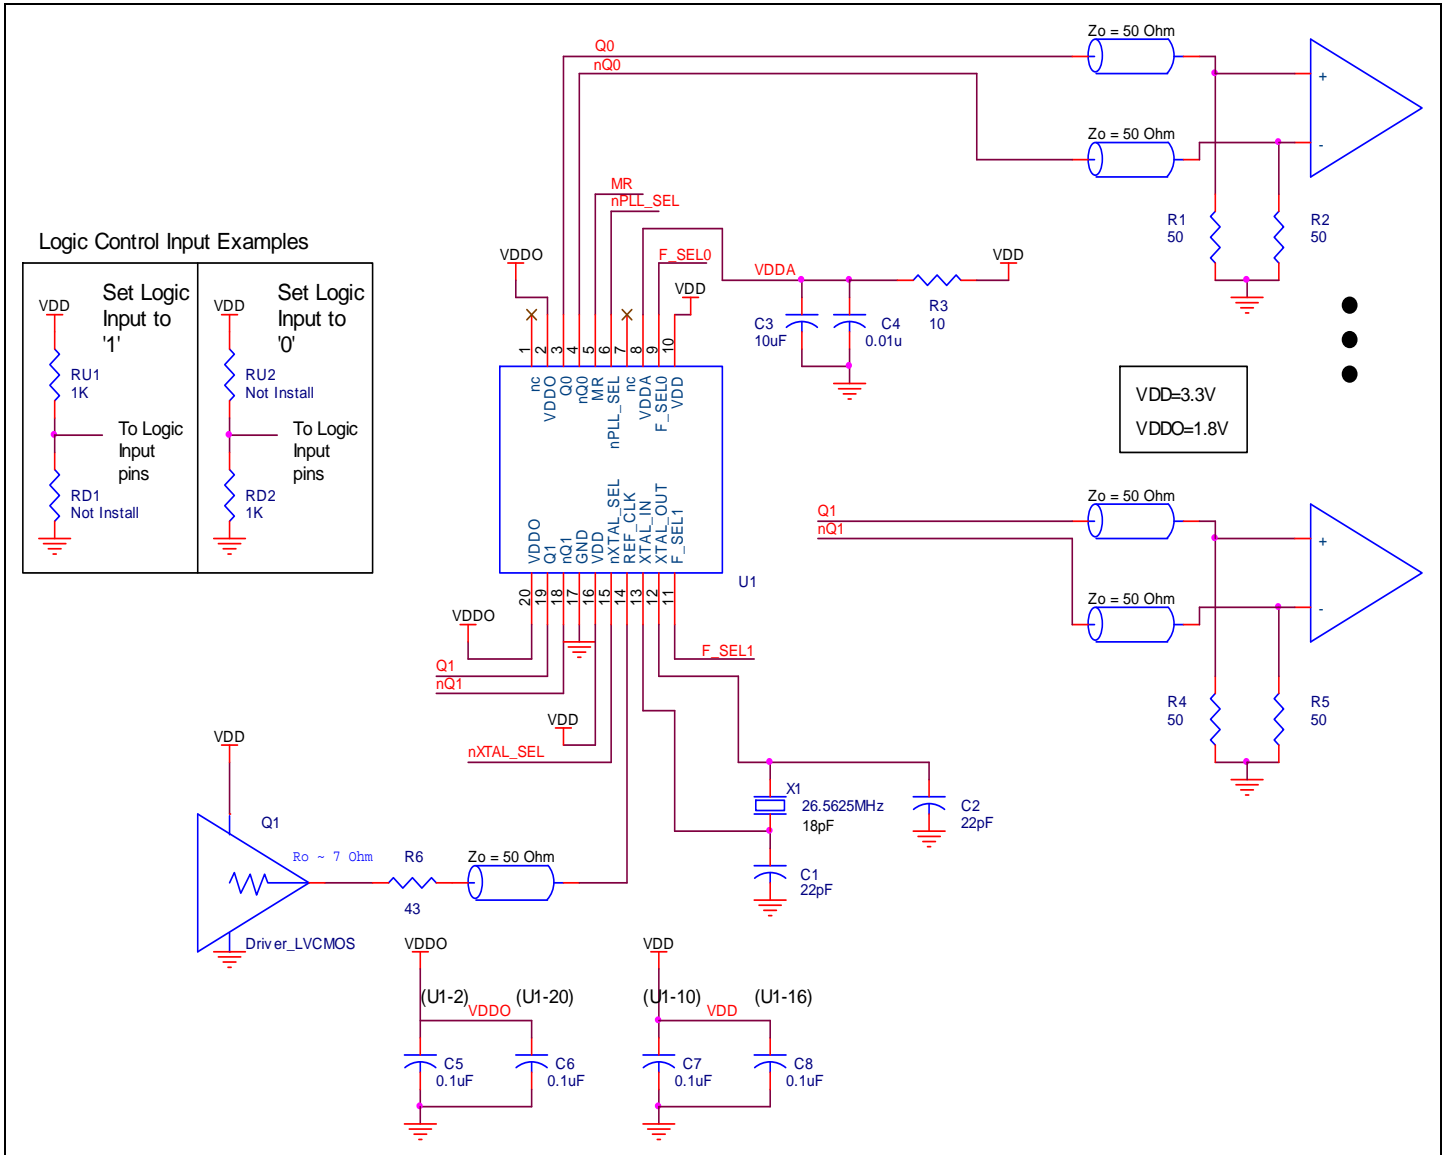 Zo = 50 Ohm
Q0
nQ0
+
Zo = 50 Ohm
-
MR
nPLL_SEL
R1
50
R2
50
Logic Control Input Examples
VDD
Set Logic
Input to
'1'
RU1
1K
To Logic
Input
pins
RD1
Not Install
VDD
Set Logic
Input to
'0'
RU2
Not Install
To Logic
Input
pins
RD2
1K
VDDO
F_SEL0
VDD
VDDA
VDD
R3
10
C3
10uF
C4
0.01u
1
2
3
4
5
6
7
8
9
10
nc
VDDO
Q0
nQ0
MR
nPLL_SEL
nc
VDDA
F_SEL0
VDD
VDDO
Q1
nQ1
GND
VDD
nXTAL_SEL
REF_CLK
XTAL_IN
XTAL_OUT
F_SEL1
20
19
18
17
16
15
14
13
12
11
U1
VDD=3.3V
VDDO=1.8V
Zo = 50 Ohm
Q1
nQ1
+
Zo = 50 Ohm
-
R4
50
R5
50
VDDO
Q1
nQ1
F_SEL1
VDD
nXTAL_SEL
VDD
Q1
Ro ~ 7 Ohm
R6
43
Zo = 50 Ohm
Driver_LVCMOS
X1
26.5625MHz
18pF
C2
22pF
C1
22pF
VDDO
(U1-2)
(U1-20)
VDDO
C5
0.1uF
C6
0.1uF
VDD
(U1-10)
(U1-16)
VDD
C7
0.1uF
C8
0.1uF